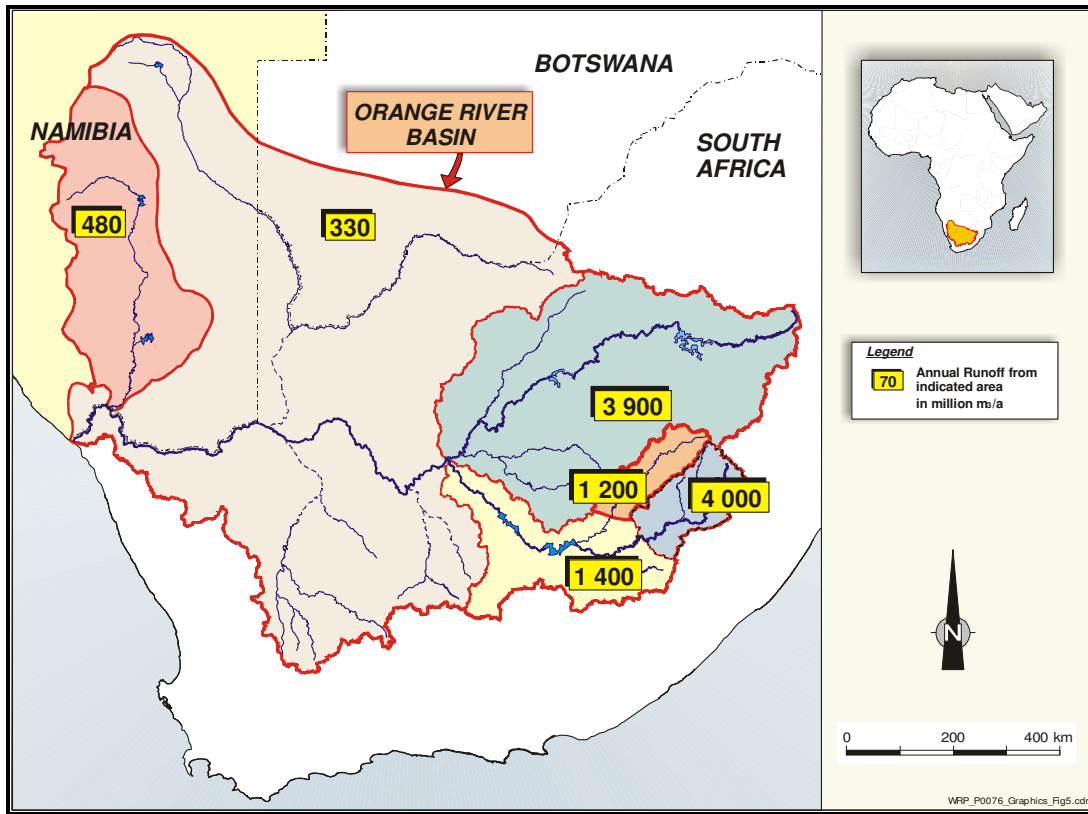 BOTSWANA
ORANGE RIVER
BASIN
NAMIBIA
SOUTH
AFRICA
480
330
3 900
1 200
4 000
1 400
Legend
70
Annual Runoff from
indicated area
in million m3/a
N
0 200 400 km
WRP_P0076_Graphics_Fig5.cdr